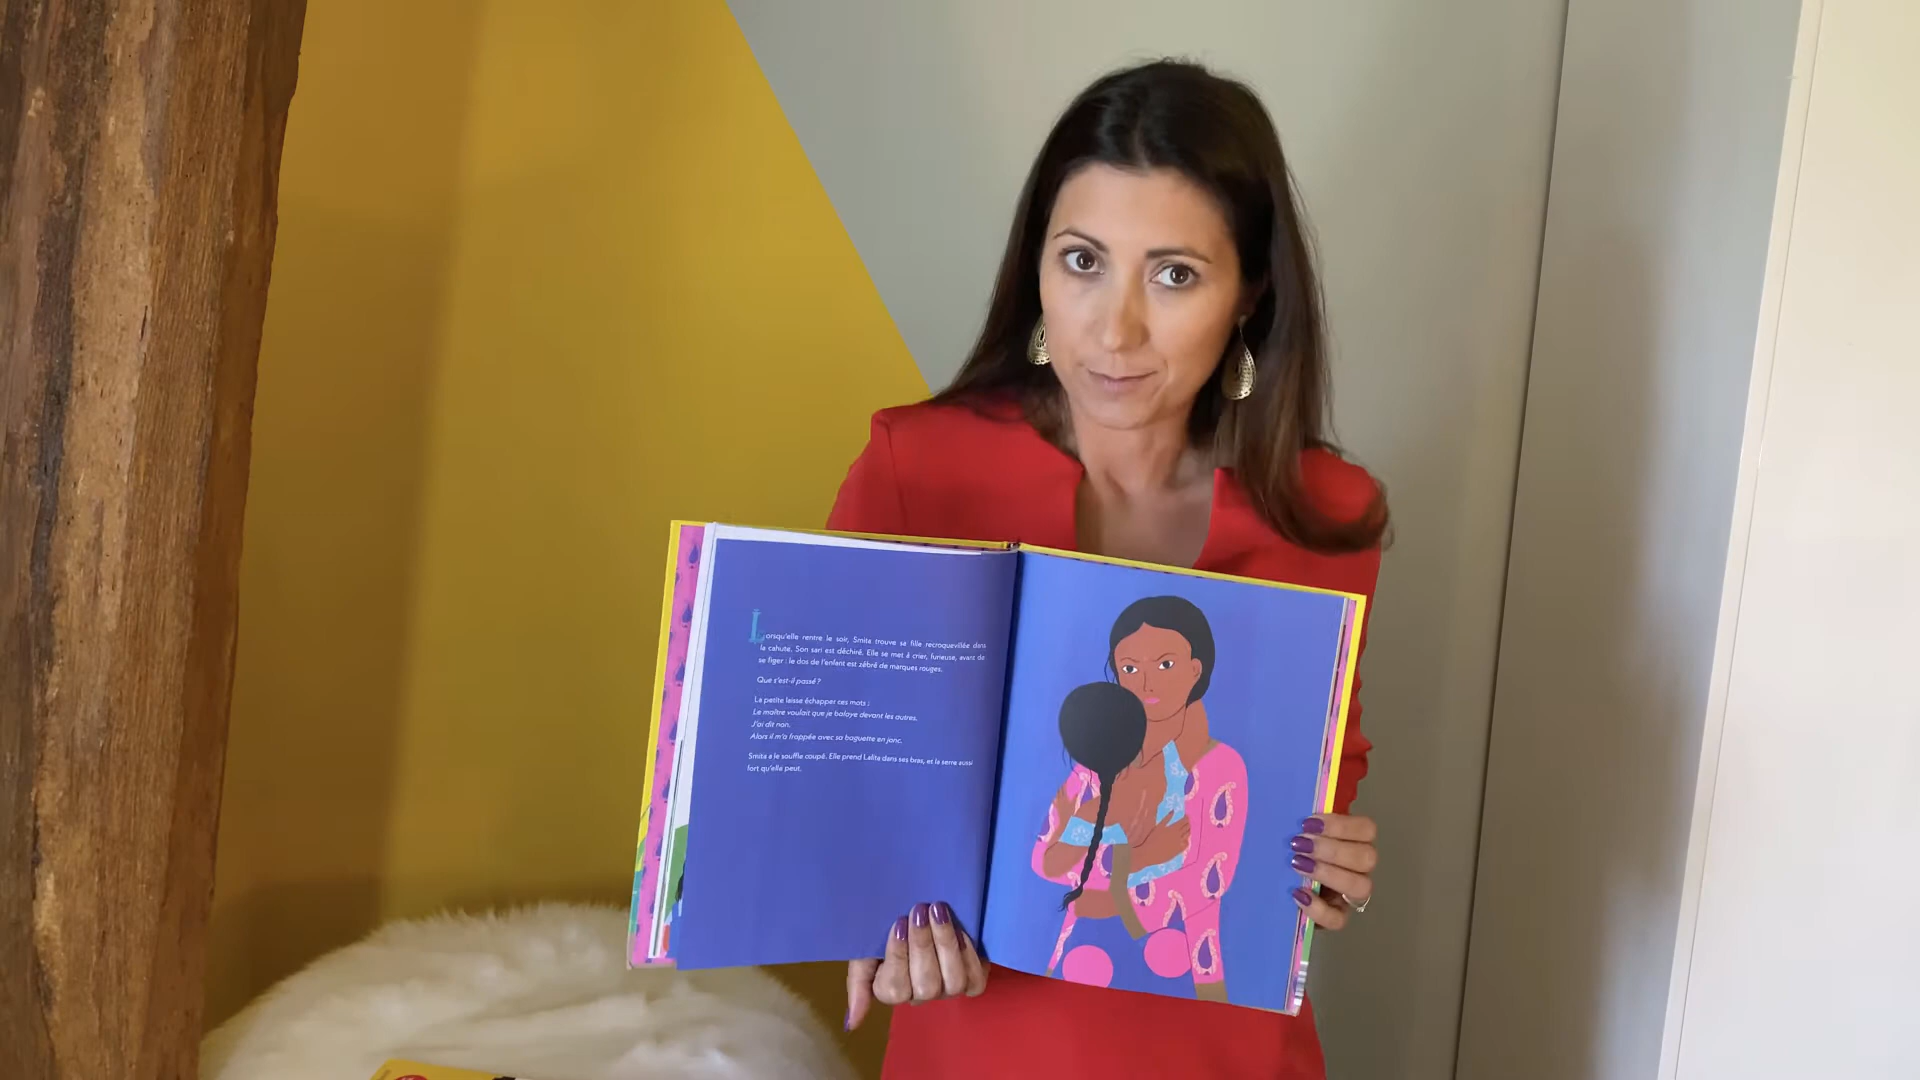 Lorsqu'elle rentre le soir, Smita trouve sa fille recroquevillée dans
la cahute. Son sari est déchiré. Elle se met à crier, furieuse, avant de
se figer : le dos de l'enfant est zébré de marques rouges.
Que s'est-il passé ?
La petite laisse échapper ces mots :
Le maître voulait que je balaye devant les autres.
J'ai dit non.
Alors il m'a frappée avec sa baguette en jonc.
Smita a le souffle coupé. Elle prend Lalita dans ses bras, et la serre aussi
fort qu'elle peut.